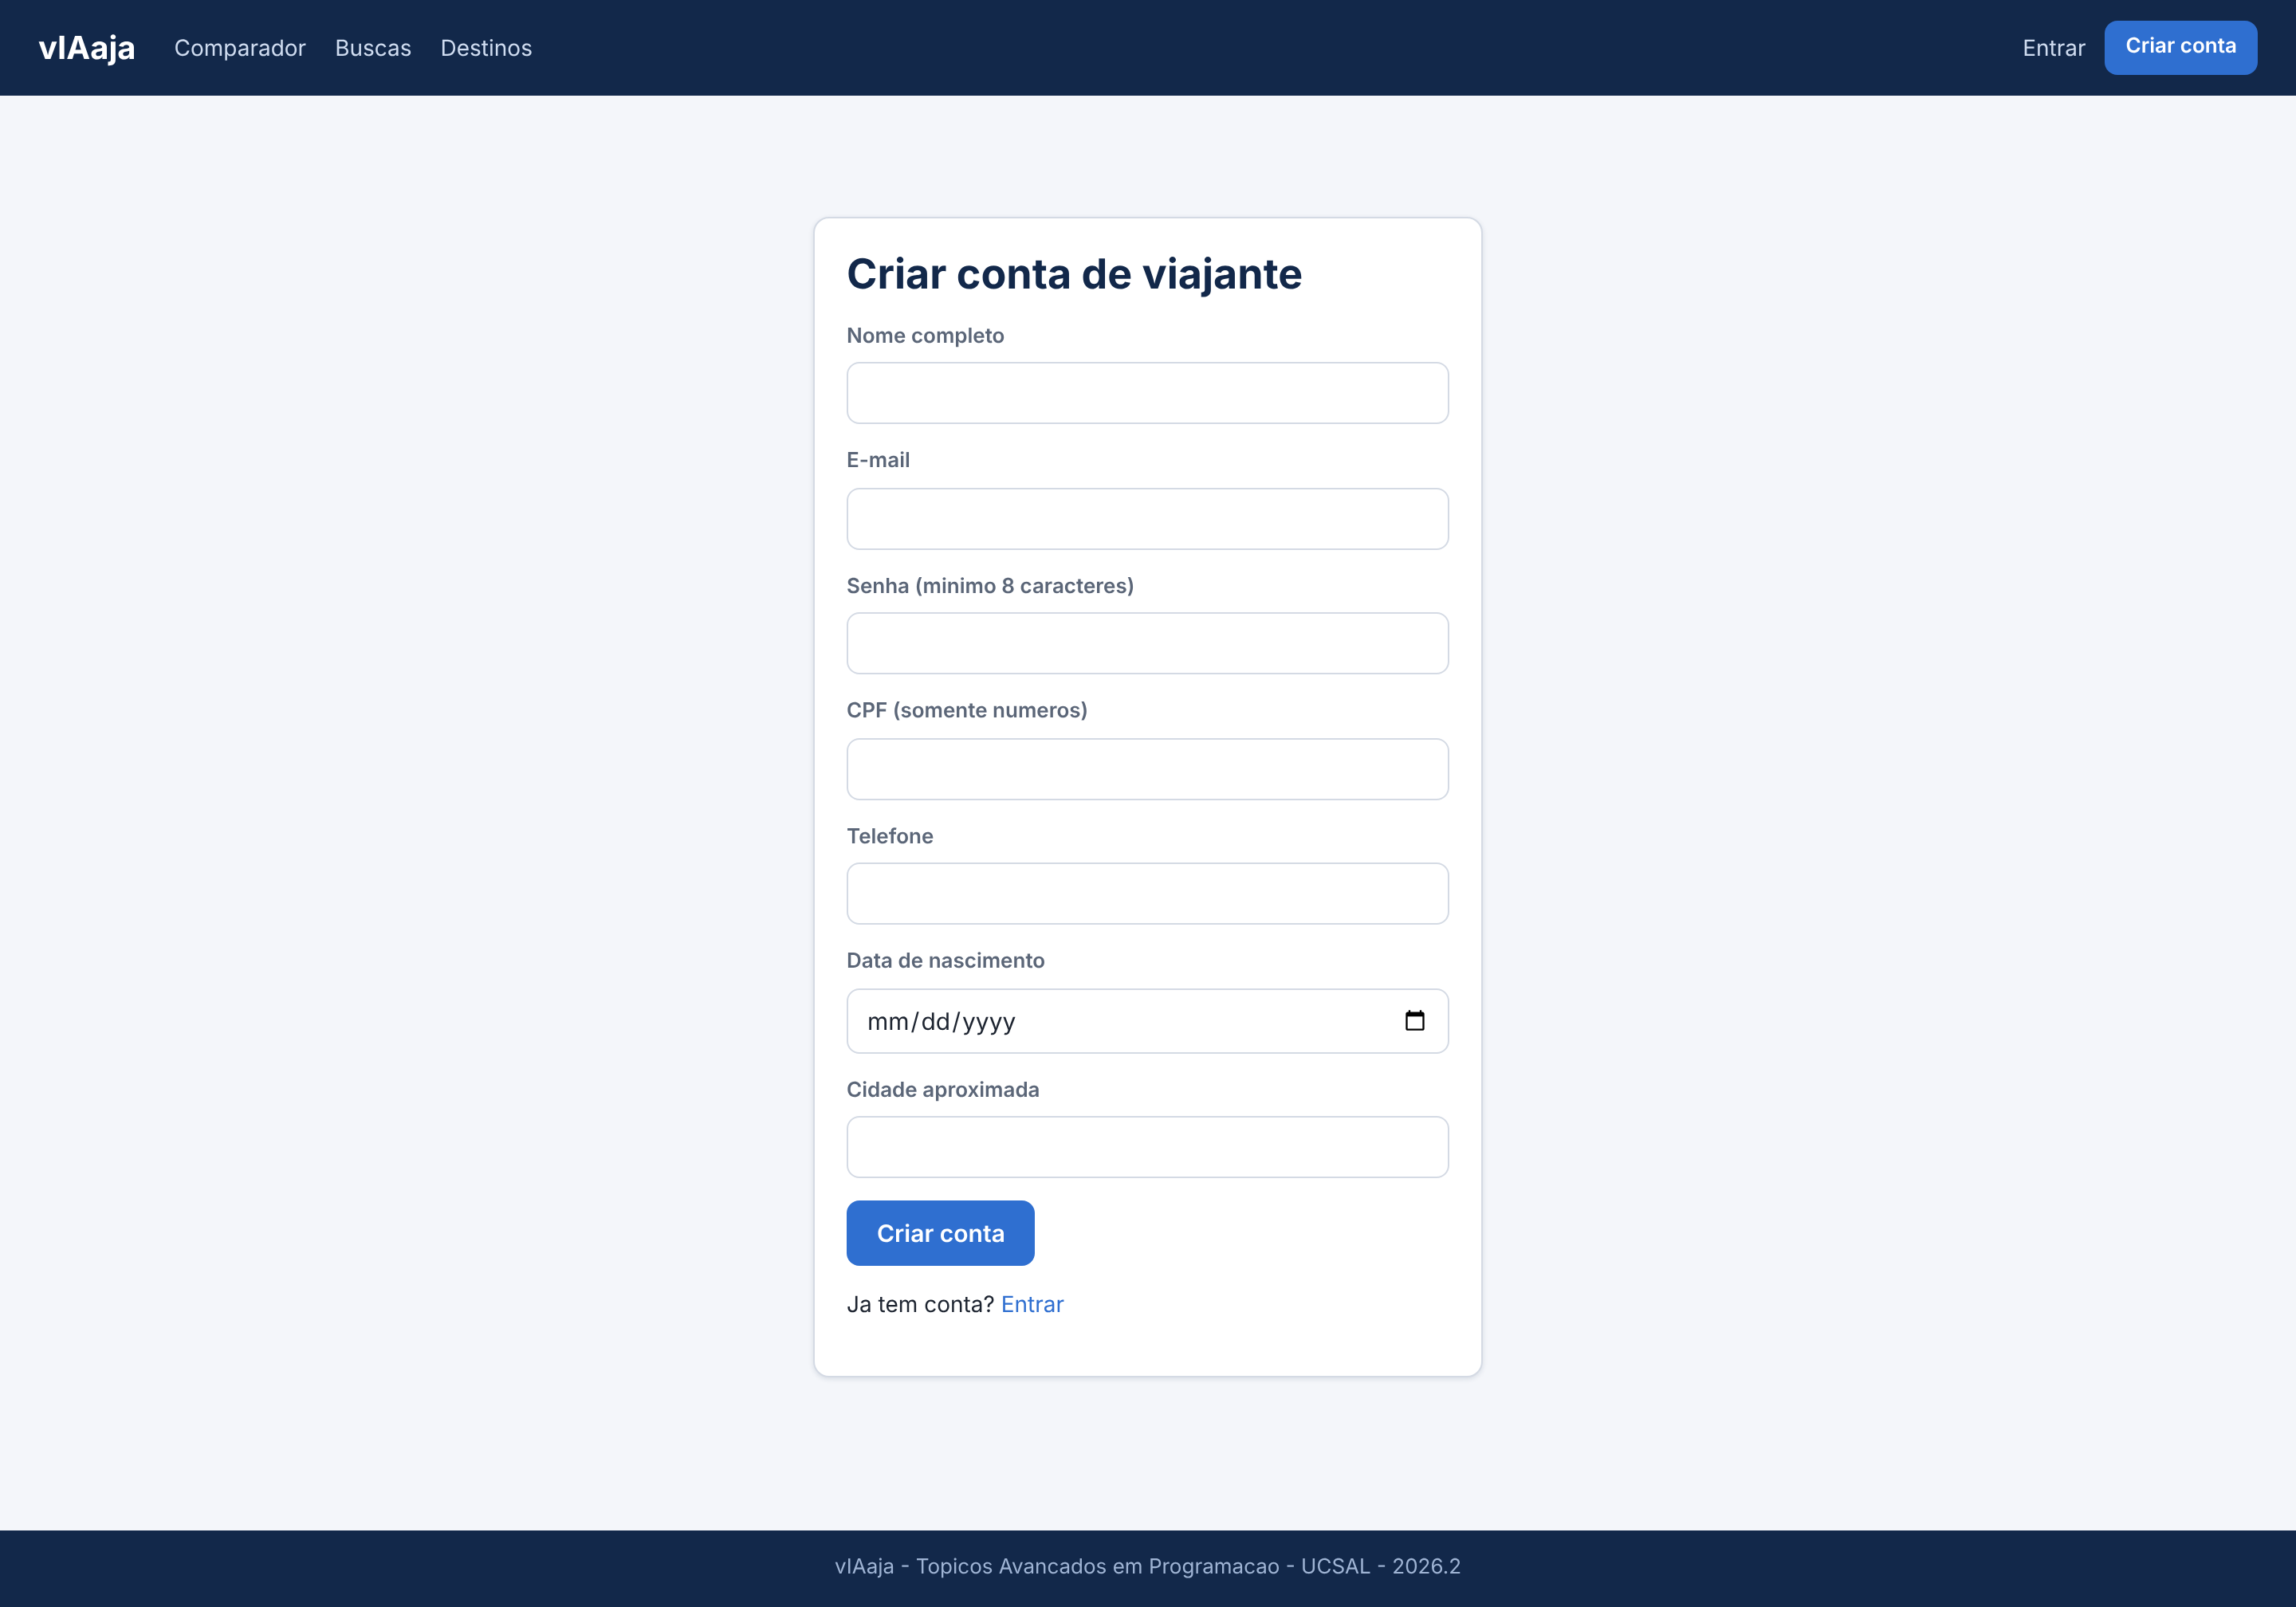 vIAaja Comparador Buscas Destinos Entrar Criar conta
Criar conta de viajante
Nome completo
E-mail
Senha (minimo 8 caracteres)
CPF (somente numeros)
Telefone
Data de nascimento
mm/dd/yyyy
Cidade aproximada
Criar conta
Ja tem conta? Entrar
vIAaja - Topicos Avancados em Programacao - UCSAL - 2026.2